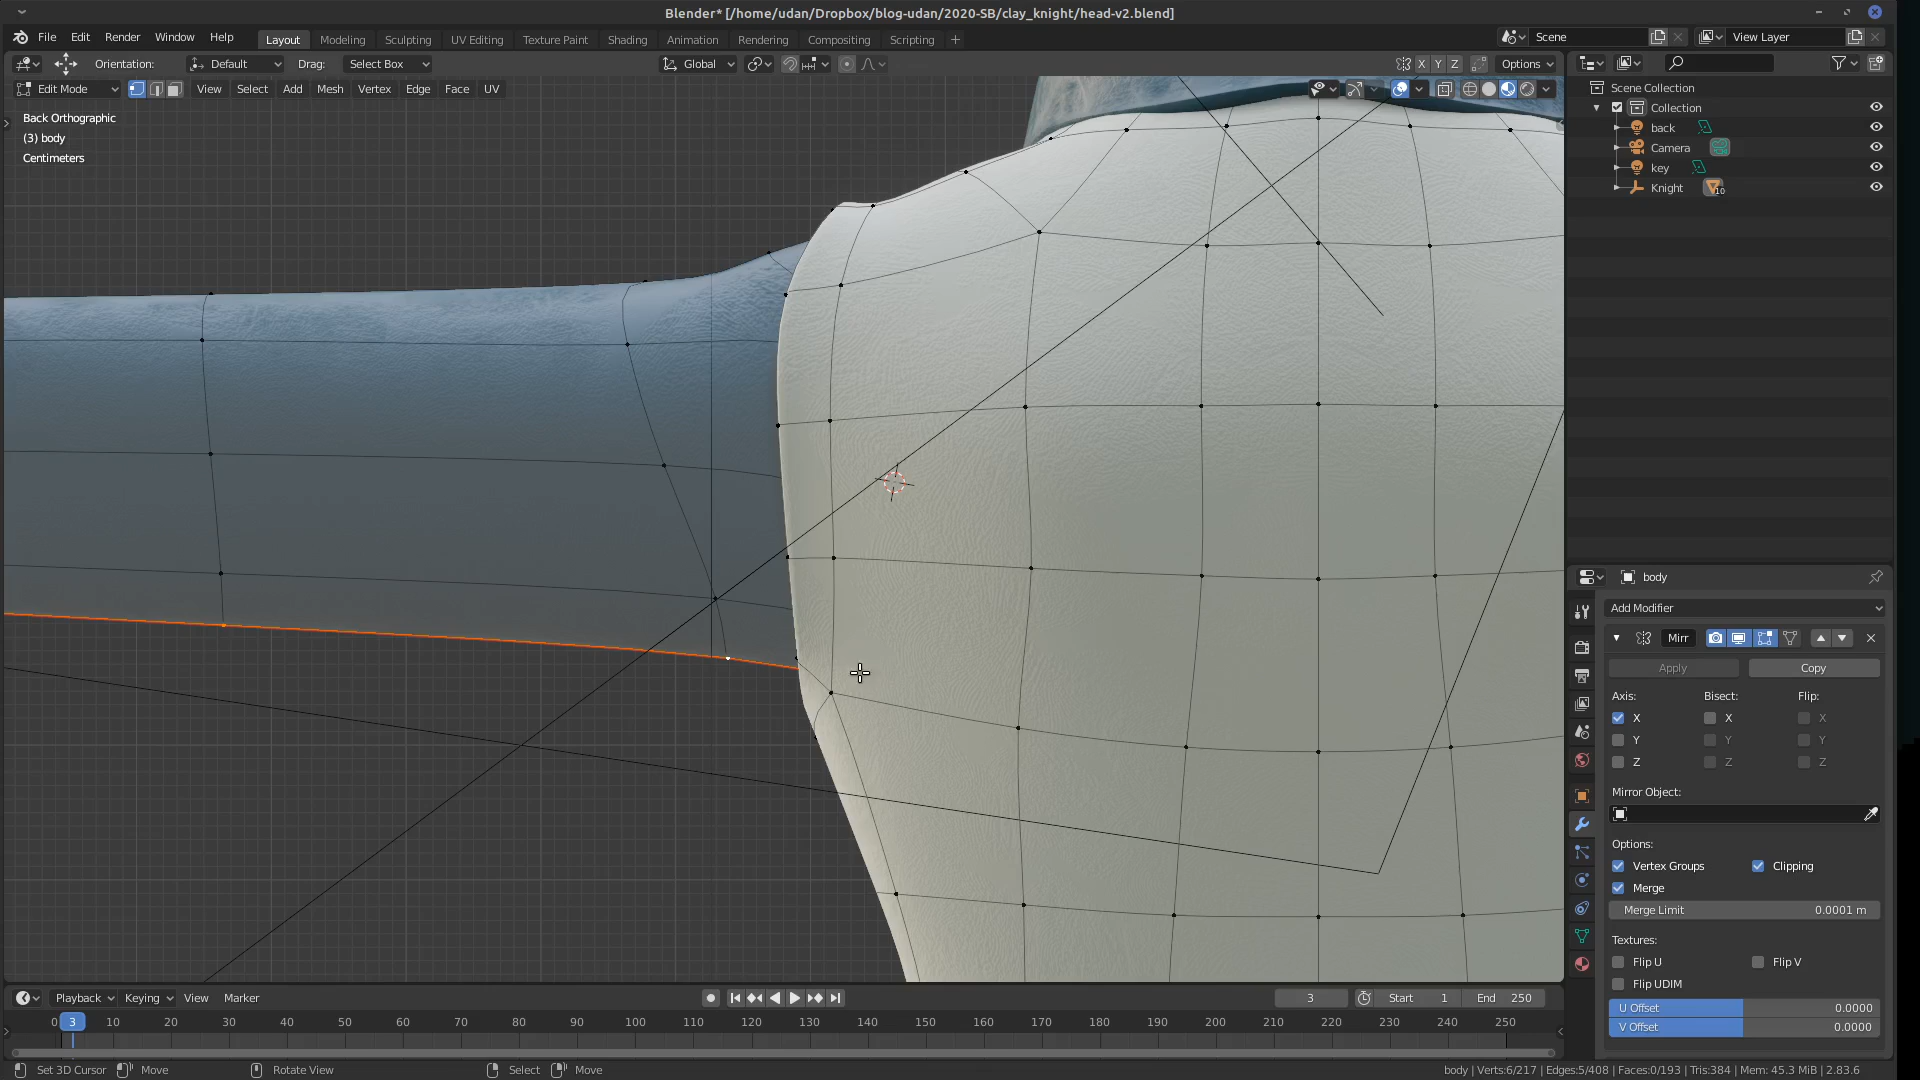 Blender* [/home/udan/Dropbox/blog-udan/2020-SB/clay_knight/head-v2.blend]
File Edit Render Window Help Layout Modeling Sculpting UV Editing Texture Paint Shading Animation Rendering Compositing Scripting + Scene View Layer
Orientation: Default Drag: Select Box Global X Y Z Options
Edit Mode View Select Add Mesh Vertex Edge Face UV
Back Orthographic
(3) body
Centimeters
Scene Collection
Collection
back
Camera
key
Knight 10
body
Add Modifier
Mirr
Apply Copy
Axis: Bisect: Flip:
X X X
Y Y Y
Z Z Z
Mirror Object:
Options:
Vertex Groups Clipping
Merge
Merge Limit 0.0001 m
Textures:
Flip U Flip V
Flip UDIM
U Offset 0.0000
V Offset 0.0000
Playback Keying View Marker 3 Start 1 End 250
0 3 10 20 30 40 50 60 70 80 90 100 110 120 130 140 150 160 170 180 190 200 210 220 230 240 250
Set 3D Cursor Move Rotate View Select Move body | Verts:6/217 | Edges:5/408 | Faces:0/193 | Tris:384 | Mem: 45.3 MiB | 2.83.6